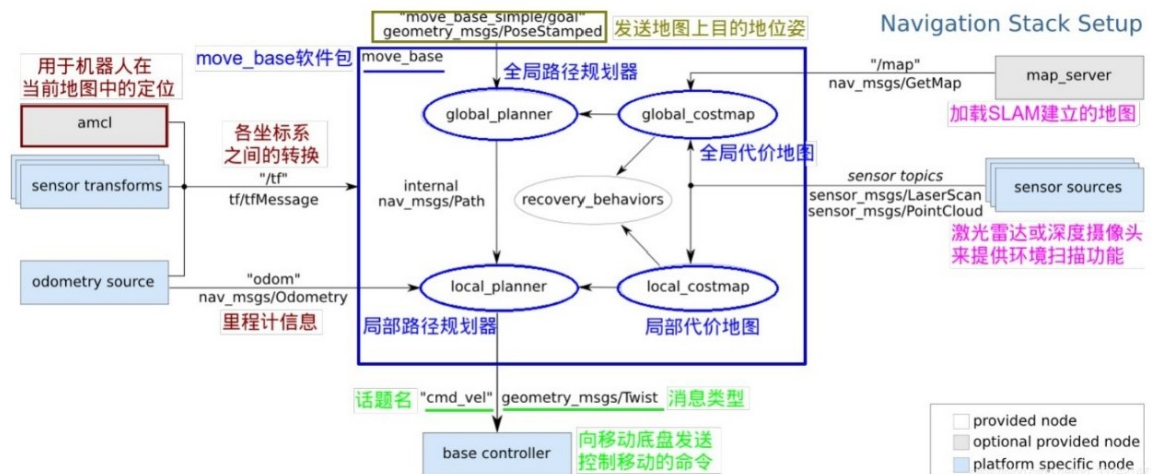 Navigation Stack Setup
"move_base_simple/goal"
geometry_msgs/PoseStamped
发送地图上目的地位姿
move_base软件包
move_base
用于机器人在
当前地图中的定位
amcl
全局路径规划器
global_planner
global_costmap
全局代价地图
"/map"
nav_msgs/GetMap
map_server
加载SLAM建立的地图
各坐标系
之间的转换
"/tf"
tf/tfMessage
sensor transforms
internal
nav_msgs/Path
recovery_behaviors
sensor topics
sensor_msgs/LaserScan
sensor_msgs/PointCloud
sensor sources
激光雷达或深度摄像头
来提供环境扫描功能
odometry source
"odom"
nav_msgs/Odometry
里程计信息
local_planner
局部路径规划器
local_costmap
局部代价地图
话题名
"cmd_vel"
geometry_msgs/Twist
消息类型
base controller
向移动底盘发送
控制移动的命令
provided node
optional provided node
platform specific node